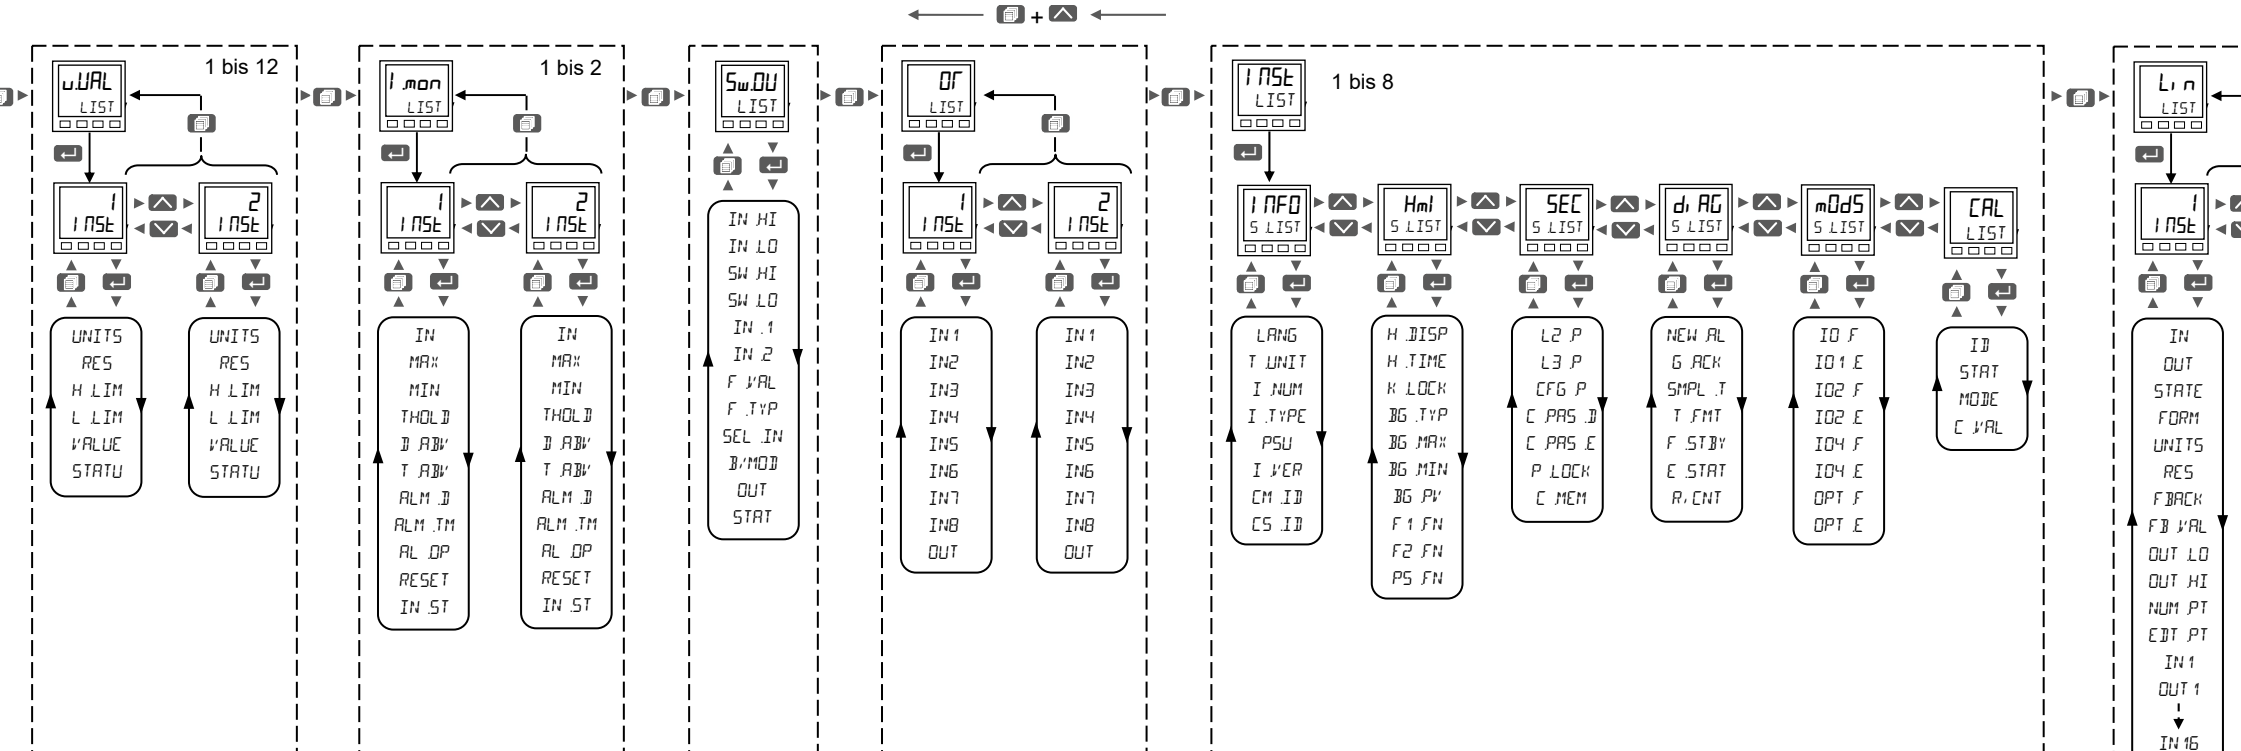 +
u.VAL
LIST
1 bis 12
1
INSt
2
INSt
UNITS
RES
H.LIM
L.LIM
VALUE
STATU
UNITS
RES
H.LIM
L.LIM
VALUE
STATU
I.mon
LIST
1 bis 2
1
INSt
2
INSt
IN
MAX
MIN
THOLD
D.ABV
T.ABV
ALM.D
ALM.TM
AL.OP
RESET
IN.ST
IN
MAX
MIN
THOLD
D.ABV
T.ABV
ALM.D
ALM.TM
AL.OP
RESET
IN.ST
Sw.OV
LIST
IN.HI
IN.LO
SW.HI
SW.LO
IN.1
IN.2
F.VAL
F.TYP
SEL.IN
B/MOD
OUT
STAT
Or
LIST
1
INSt
2
INSt
IN1
IN2
IN3
IN4
IN5
IN6
IN7
IN8
OUT
IN1
IN2
IN3
IN4
IN5
IN6
IN7
IN8
OUT
INSt
LIST
1 bis 8
INFO
S.LIST
HmI
S.LIST
SEC
S.LIST
diAG
S.LIST
mOdS
S.LIST
CAL
LIST
LANG
T.UNIT
I.NUM
I.TYPE
PSU
I.VER
CM.ID
CS.ID
H.DISP
H.TIME
K.LOCK
BG.TYP
BG.MAX
BG.MIN
BG.PV
F1.FN
F2.FN
PS.FN
L2.P
L3.P
CFG.P
C.PAS.D
C.PAS.E
P.LOCK
C.MEM
NEW.AL
G.ACK
SMPL.T
T.FMT
F.STBY
E.STAT
R/CNT
IO.F
IO1.E
IO2.F
IO2.E
IO4.F
IO4.E
OPT.F
OPT.E
ID
STAT
MODE
C.VAL
Lin
LIST
1
INSt
IN
OUT
STATE
FORM
UNITS
RES
FBACK
FB.VAL
OUT.LO
OUT.HI
NUM.PT
EDT.PT
IN1
OUT1
IN16